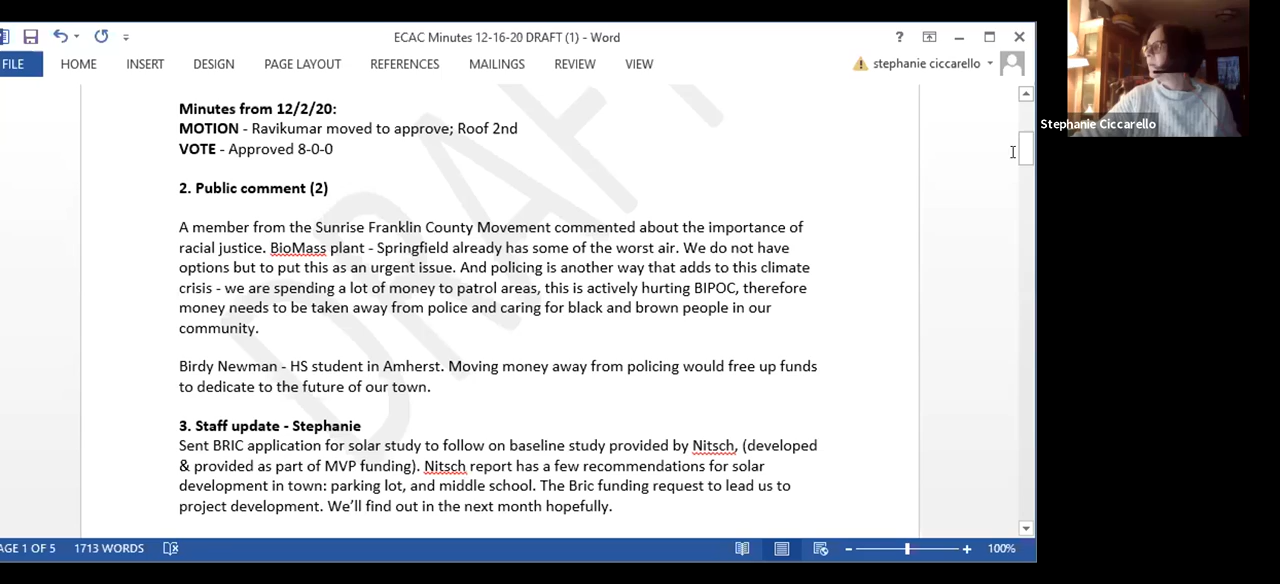 ECAC Minutes 12-16-20 DRAFT (1) - Word
?
FILE HOME INSERT DESIGN PAGE LAYOUT REFERENCES MAILINGS REVIEW VIEW stephanie ciccarello
Stephanie Ciccarello
DRAFT
Minutes from 12/2/20:
MOTION - Ravikumar moved to approve; Roof 2nd
VOTE - Approved 8-0-0
2. Public comment (2)
A member from the Sunrise Franklin County Movement commented about the importance of
racial justice. BioMass plant - Springfield already has some of the worst air. We do not have
options but to put this as an urgent issue. And policing is another way that adds to this climate
crisis - we are spending a lot of money to patrol areas, this is actively hurting BIPOC, therefore
money needs to be taken away from police and caring for black and brown people in our
community.
Birdy Newman - HS student in Amherst. Moving money away from policing would free up funds
to dedicate to the future of our town.
3. Staff update - Stephanie
Sent BRIC application for solar study to follow on baseline study provided by Nitsch, (developed
& provided as part of MVP funding). Nitsch report has a few recommendations for solar
development in town: parking lot, and middle school. The Bric funding request to lead us to
project development. We'll find out in the next month hopefully.
AGE 1 OF 5 1713 WORDS 100%